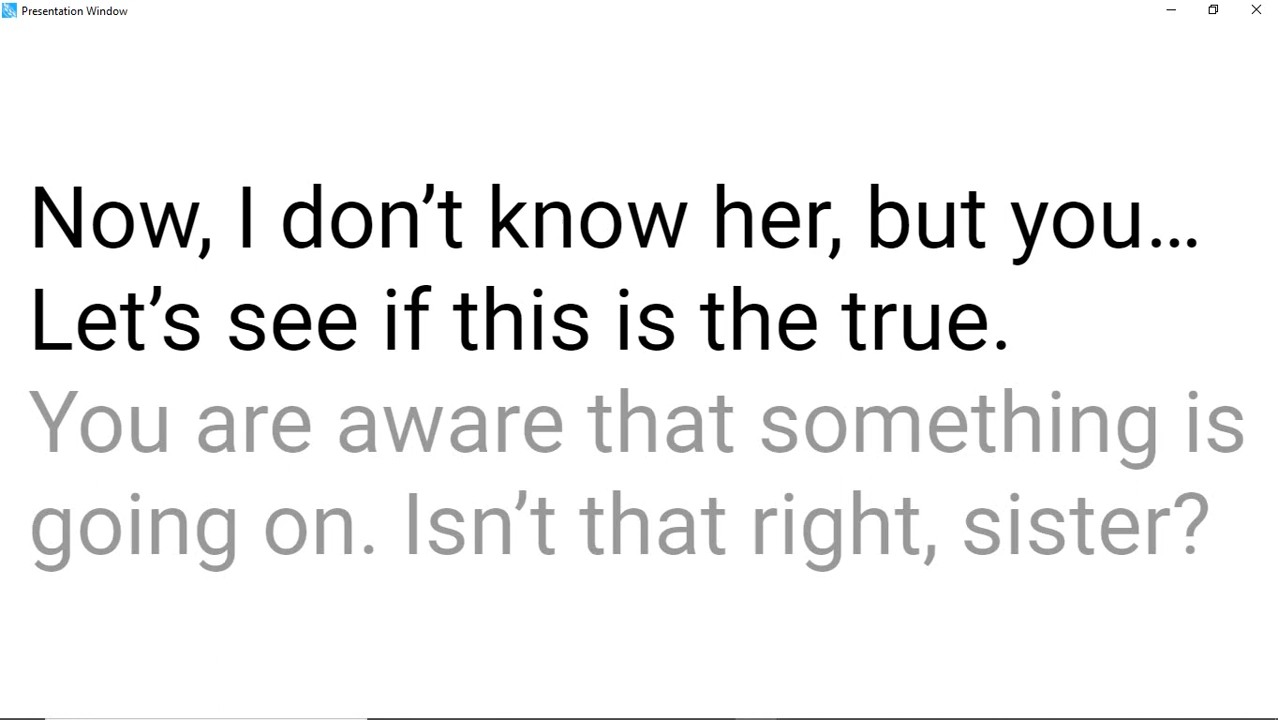 Presentation Window
Now, I don’t know her, but you…
Let’s see if this is the true.
You are aware that something is
going on. Isn’t that right, sister?